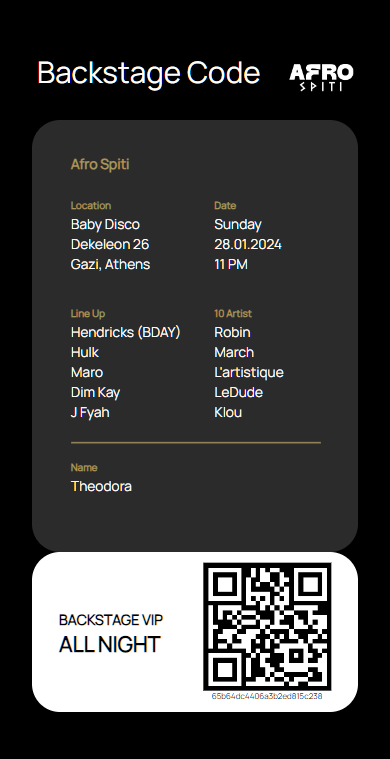 Backstage Code
AFRO
SPITI
Afro Spiti
Location
Baby Disco
Dekeleon 26
Gazi, Athens
Date
Sunday
28.01.2024
11 PM
Line Up
Hendricks (BDAY)
Hulk
Maro
Dim Kay
J Fyah
10 Artist
Robin
March
L'artistique
LeDude
Klou
Name
Theodora
BACKSTAGE VIP
ALL NIGHT
65b64dc4406a3b2ed815c238